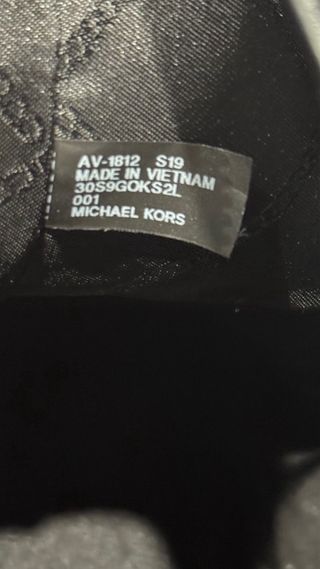 AV-1812 S19
MADE IN VIETNAM
30S9GOKS2L
001
MICHAEL KORS